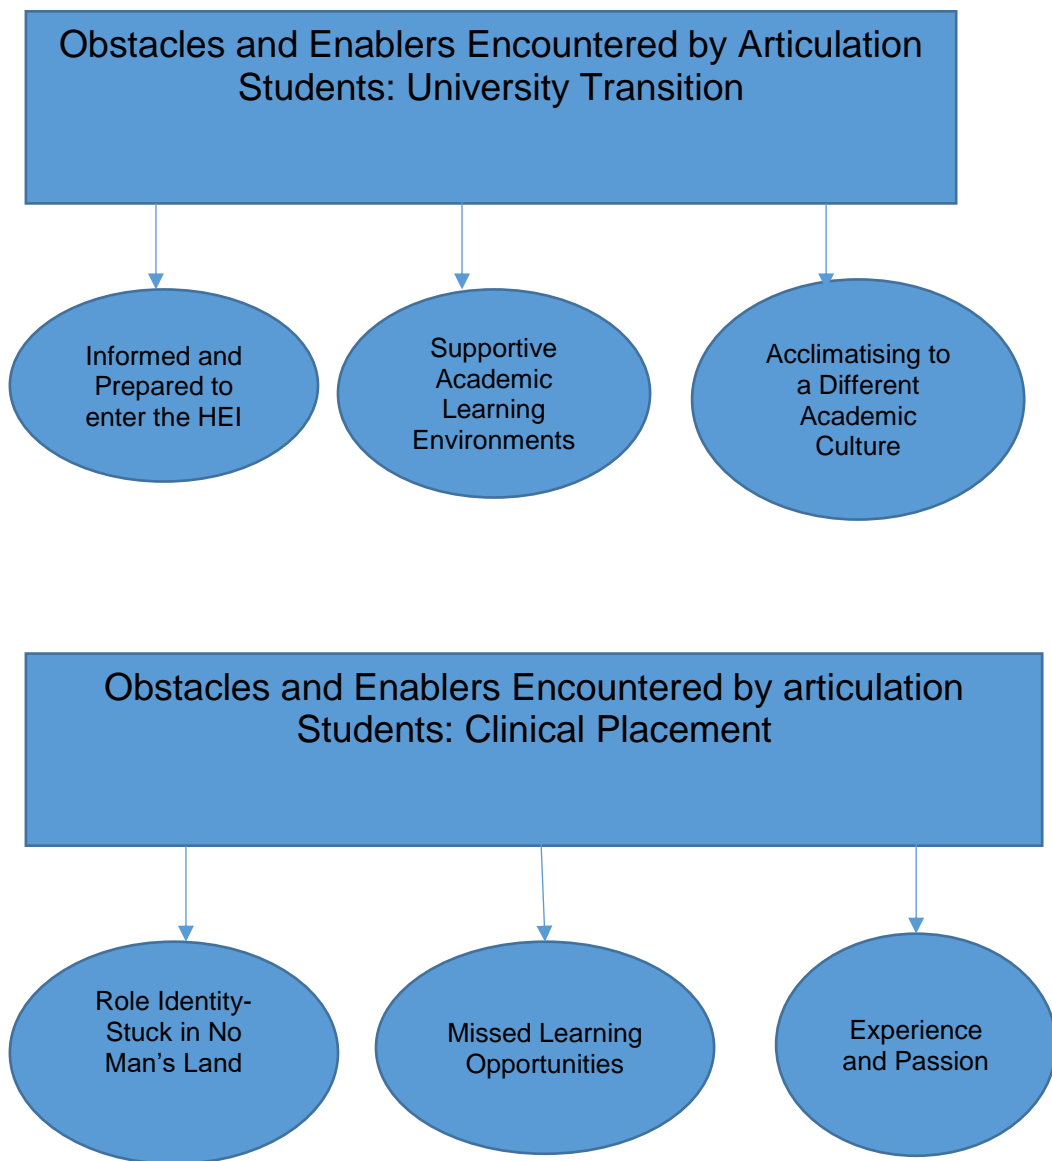 Obstacles and Enablers Encountered by Articulation
Students: University Transition
Informed and
Prepared to
enter the HEI
Supportive
Academic
Learning
Environments
Acclimatising to
a Different
Academic
Culture
Obstacles and Enablers Encountered by articulation
Students: Clinical Placement
Role Identity-
Stuck in No
Man’s Land
Missed Learning
Opportunities
Experience
and Passion